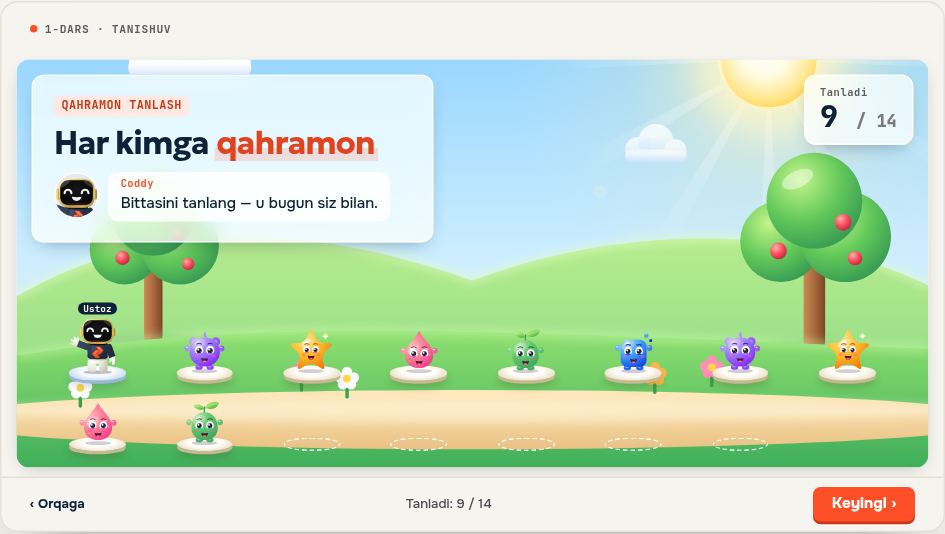 1-DARS · TANISHUV
QAHRAMON TANLASH
Har kimga qahramon
Coddy
Bittasini tanlang — u bugun siz bilan.
Tanladi
9 / 14
Ustoz
‹ Orqaga
Tanladi: 9 / 14
Keyingi ›